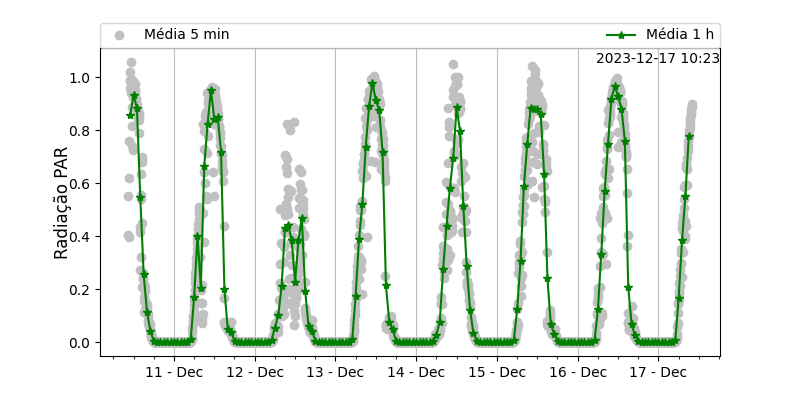 Média 5 min
Média 1 h
2023-12-17 10:23
Radiação PAR
1.0
0.8
0.6
0.4
0.2
0.0
11 - Dec
12 - Dec
13 - Dec
14 - Dec
15 - Dec
16 - Dec
17 - Dec